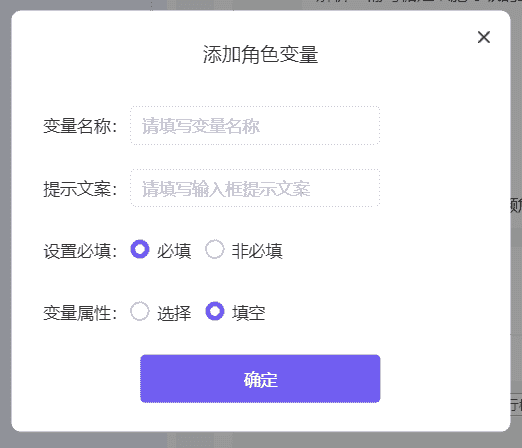 添加角色变量
变量名称: 请填写变量名称
提示文案: 请填写输入框提示文案
设置必填: 必填 非必填
变量属性: 选择 填空
确定